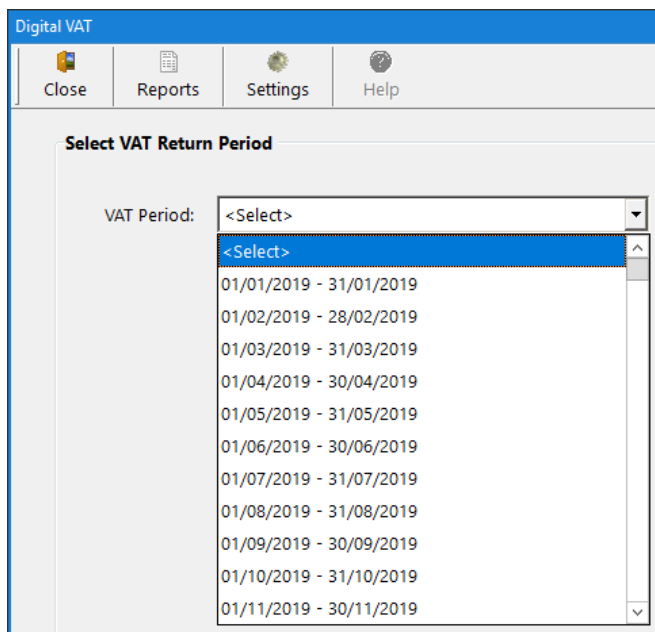 Digital VAT
Close Reports Settings Help
Select VAT Return Period
VAT Period: <Select>
<Select>
01/01/2019 - 31/01/2019
01/02/2019 - 28/02/2019
01/03/2019 - 31/03/2019
01/04/2019 - 30/04/2019
01/05/2019 - 31/05/2019
01/06/2019 - 30/06/2019
01/07/2019 - 31/07/2019
01/08/2019 - 31/08/2019
01/09/2019 - 30/09/2019
01/10/2019 - 31/10/2019
01/11/2019 - 30/11/2019